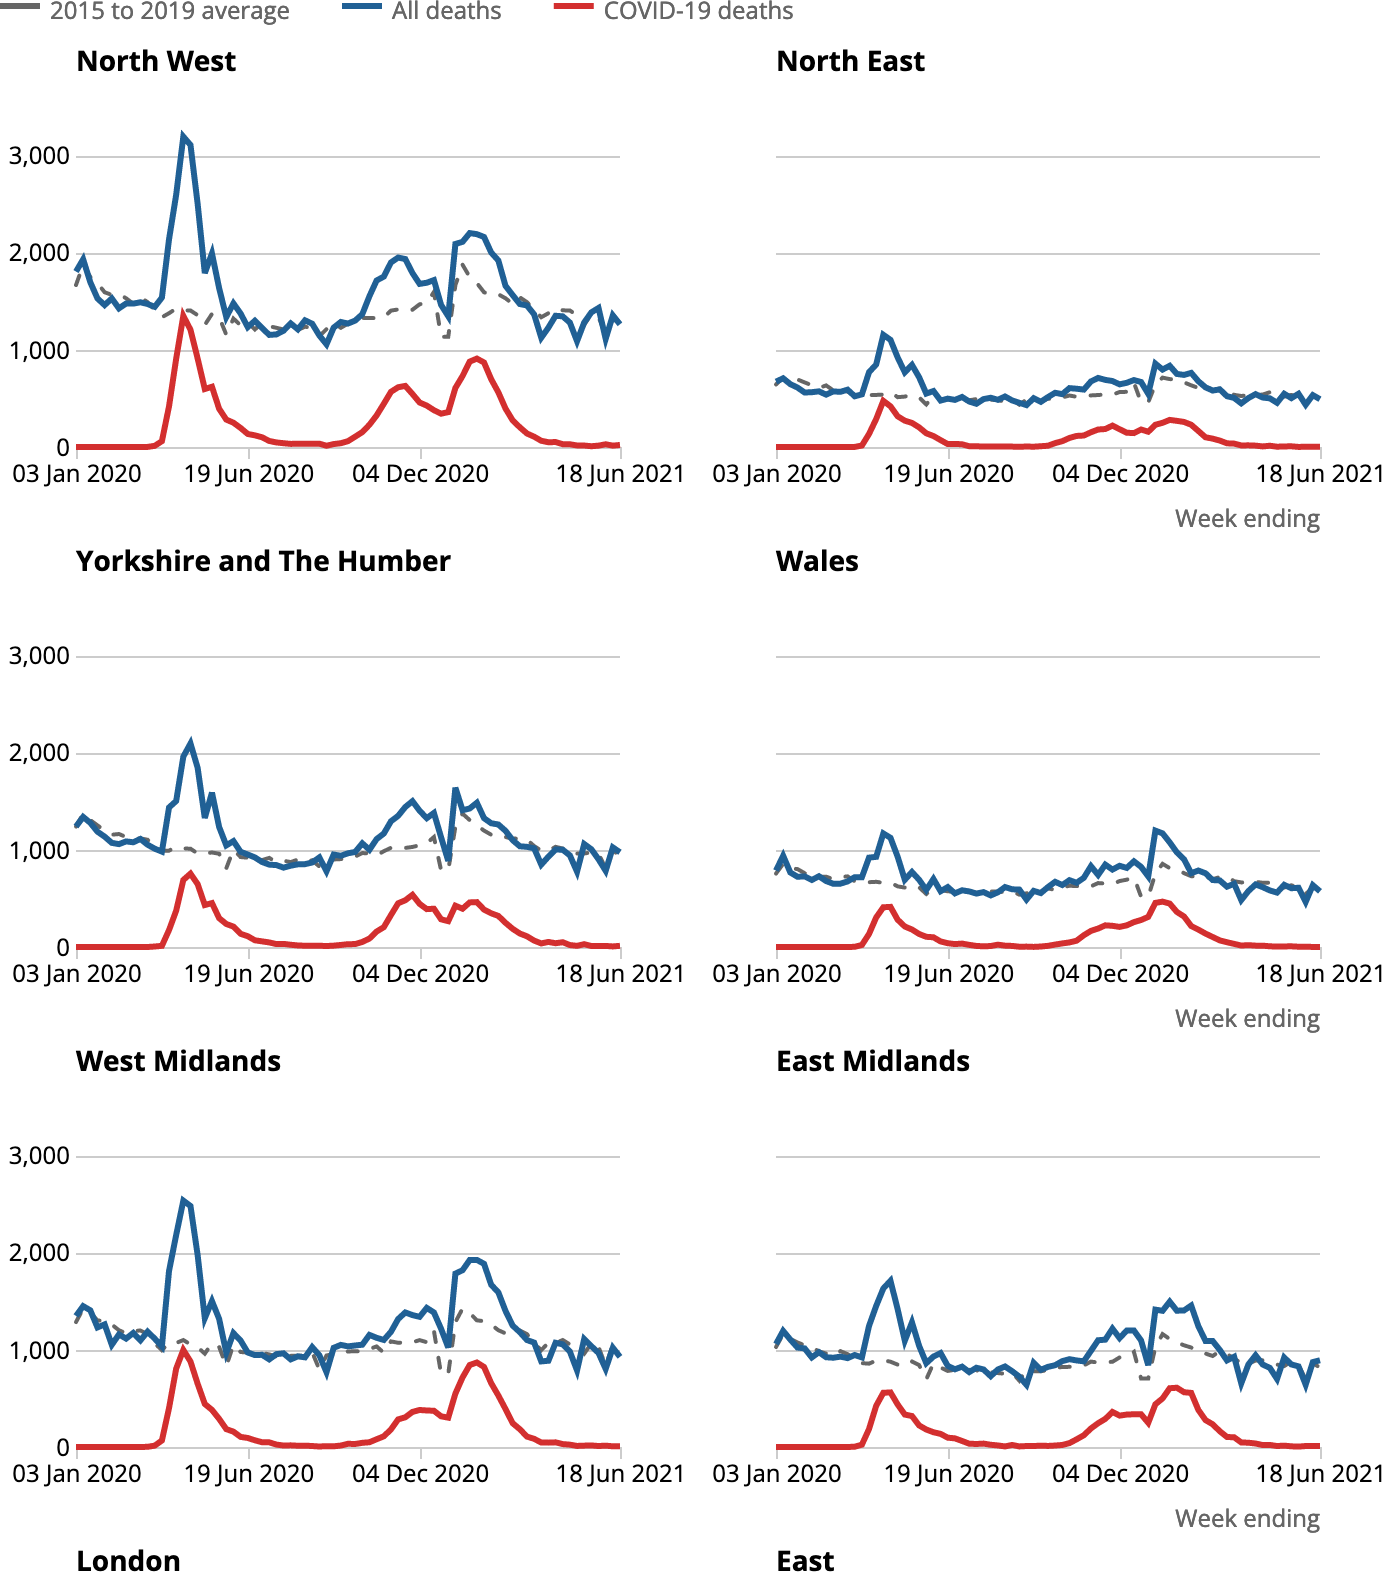 2015 to 2019 average All deaths COVID-19 deaths
North West North East
3,000
2,000
1,000
0
03 Jan 2020 19 Jun 2020 04 Dec 2020 18 Jun 2021 03 Jan 2020 19 Jun 2020 04 Dec 2020 18 Jun 2021
Week ending
Yorkshire and The Humber Wales
3,000
2,000
1,000
0
03 Jan 2020 19 Jun 2020 04 Dec 2020 18 Jun 2021 03 Jan 2020 19 Jun 2020 04 Dec 2020 18 Jun 2021
Week ending
West Midlands East Midlands
3,000
2,000
1,000
0
03 Jan 2020 19 Jun 2020 04 Dec 2020 18 Jun 2021 03 Jan 2020 19 Jun 2020 04 Dec 2020 18 Jun 2021
Week ending
London East